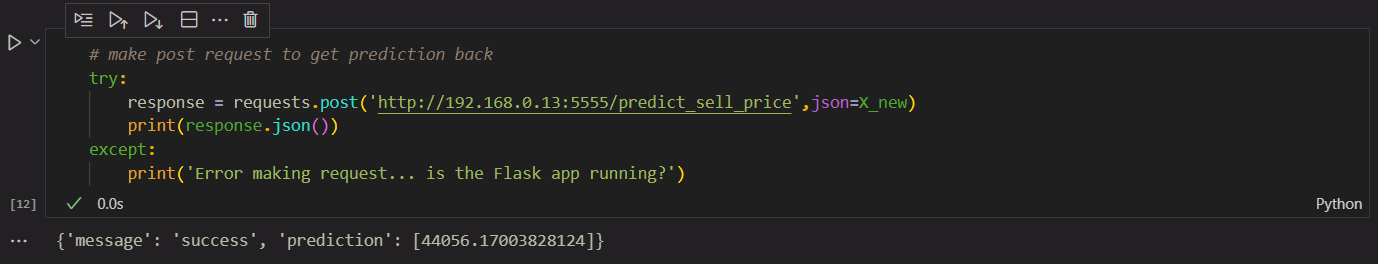 # make post request to get prediction back
try:
response = requests.post('http://192.168.0.13:5555/predict_sell_price',json=X_new)
print(response.json())
except:
print('Error making request... is the Flask app running?')
[12]
0.0s
Python
{'message': 'success', 'prediction': [44056.17003828124]}